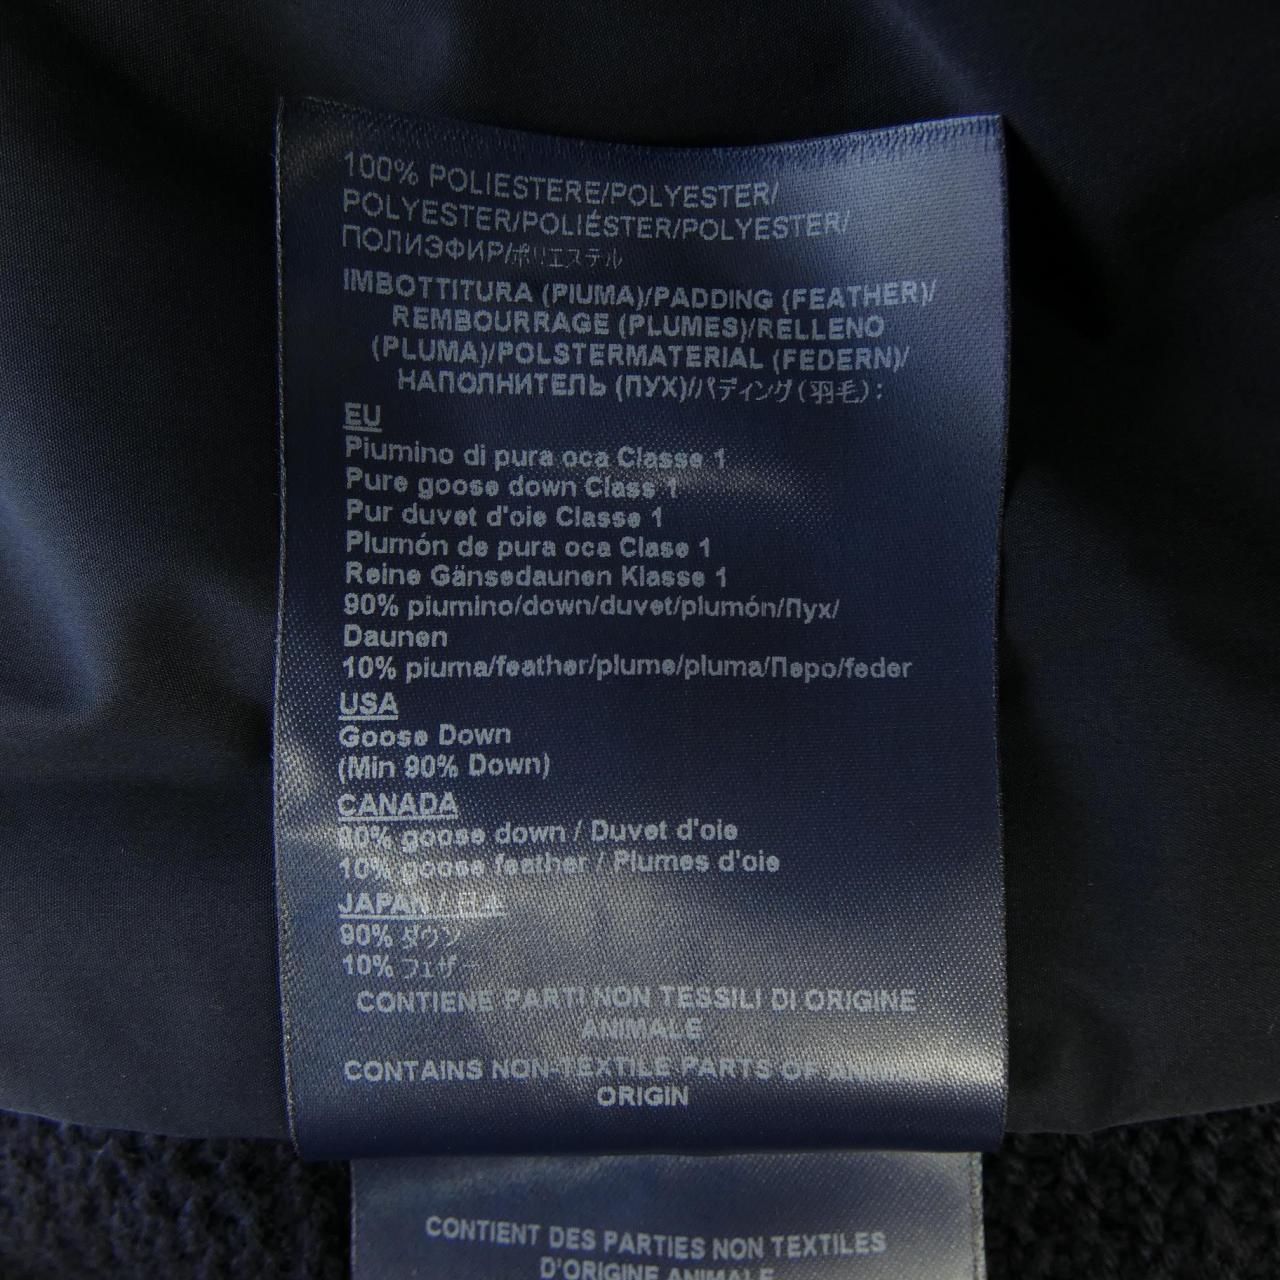 100% POLIESTERE/POLYESTER/
POLYESTER/POLIÉSTER/POLYESTER/
ПОЛИЭФИР/ポリエステル
IMBOTTITURA (PIUMA)/PADDING (FEATHER)/
REMBOURRAGE (PLUMES)/RELLENO
(PLUMA)/POLSTERMATERIAL (FEDERN)/
НАПОЛНИТЕЛЬ (ПУХ)/パディング(羽毛):
EU
Piumino di pura oca Classe 1
Pure goose down Class 1
Pur duvet d'oie Classe 1
Plumón de pura oca Clase 1
Reine Gänsedaunen Klasse 1
90% piumino/down/duvet/plumón/Пух/
Daunen
10% piuma/feather/plume/pluma/Перо/feder
USA
Goose Down
(Min 90% Down)
CANADA
90% goose down / Duvet d'oie
10% goose feather / Plumes d'oie
JAPAN / 日本
90% ダウン
10% フェザー
CONTIENE PARTI NON TESSILI DI ORIGINE
ANIMALE
CONTAINS NON-TEXTILE PARTS OF ANIMAL
ORIGIN
CONTIENT DES PARTIES NON TEXTILES
D'ORIGINE ANIMALE